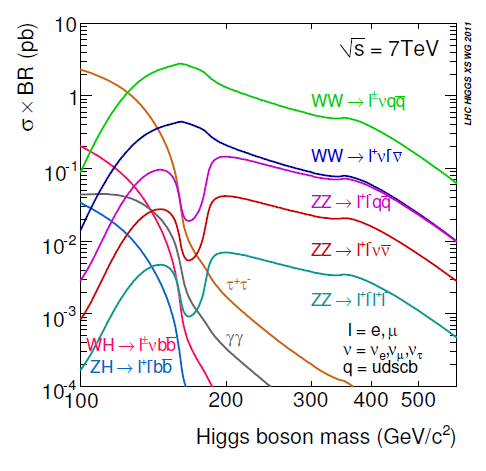 10
√s = 7TeV
LHC HIGGS XS WG 2011
σ × BR (pb)
WW → l±νqq̅
1
WW → l⁺νl⁻ν̅
10⁻¹
ZZ → l⁺l⁻qq̅
10⁻²
ZZ → l⁺l⁻νν̅
τ⁺τ⁻
ZZ → l⁺l⁻l⁺l⁻
10⁻³
l = e, μ
WH → l±νbb̅
γγ
ν = νe,νμ,ντ
ZH → l⁺l⁻bb̅
q = udscb
10⁻⁴
100 200 300 400 500
Higgs boson mass (GeV/c²)